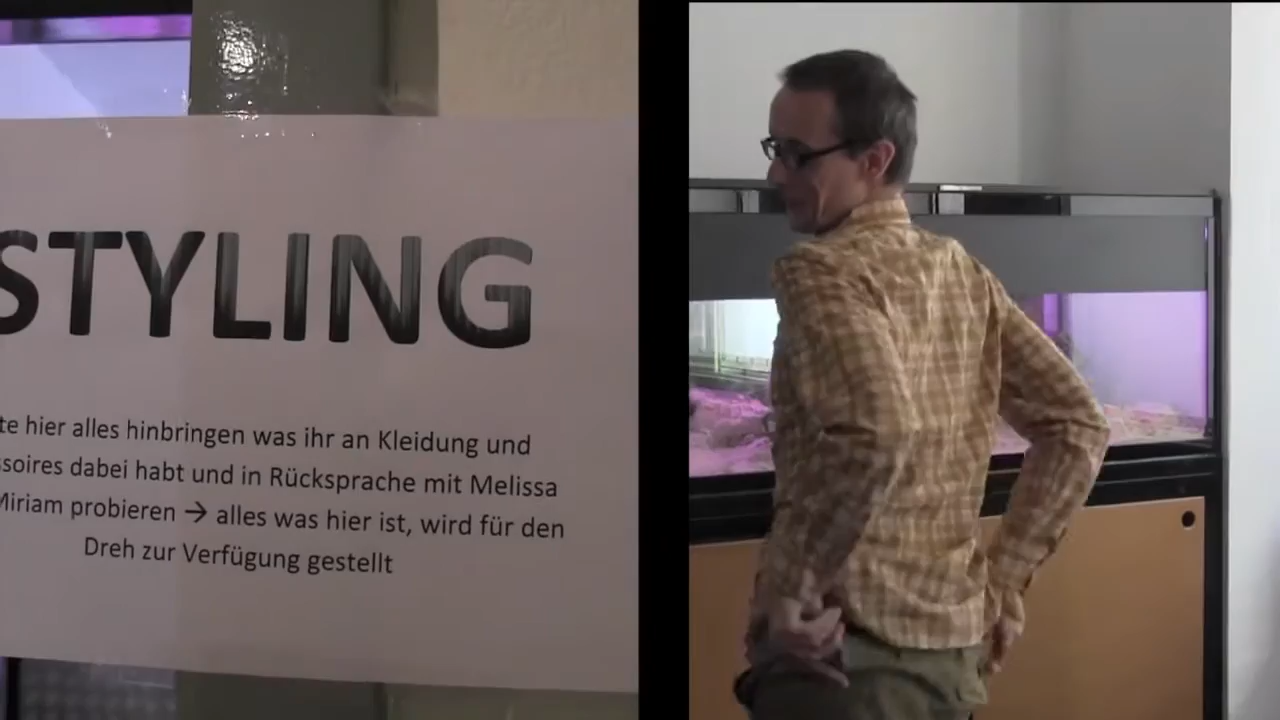 STYLING
te hier alles hinbringen was ihr an Kleidung und
ssoires dabei habt und in Rücksprache mit Melissa
Miriam probieren → alles was hier ist, wird für den
Dreh zur Verfügung gestellt